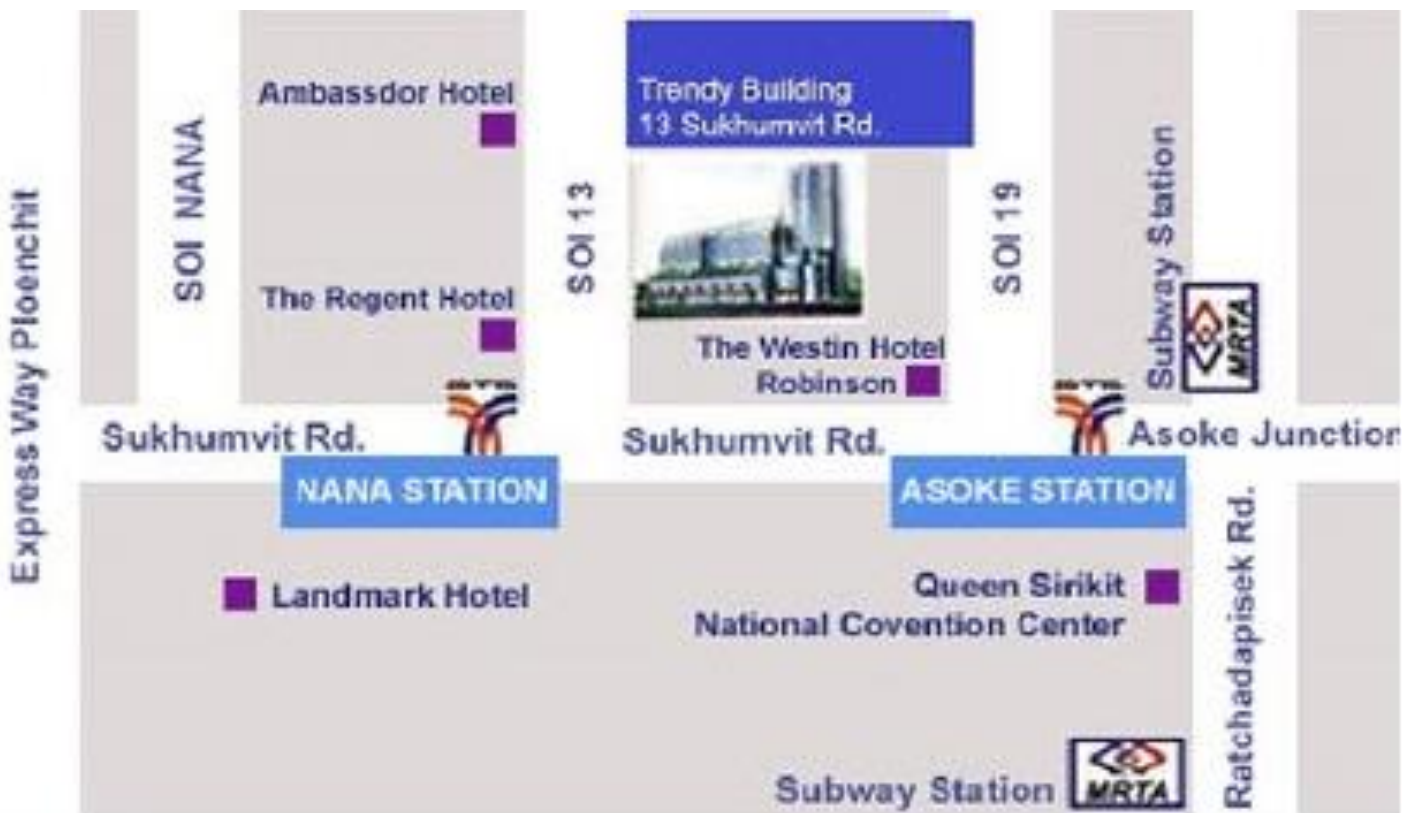 Ambassdor Hotel
Trendy Building
13 Sukhumvit Rd.
Express Way Ploenchit
SOI NANA
SOI 13
SOI 19
Subway Station
MRTA
The Regent Hotel
The Westin Hotel
Robinson
BTS
BTS
Sukhumvit Rd.
Sukhumvit Rd.
Asoke Junction
NANA STATION
ASOKE STATION
Landmark Hotel
Queen Sirikit
National Covention Center
Ratchadapisek Rd.
Subway Station
MRTA